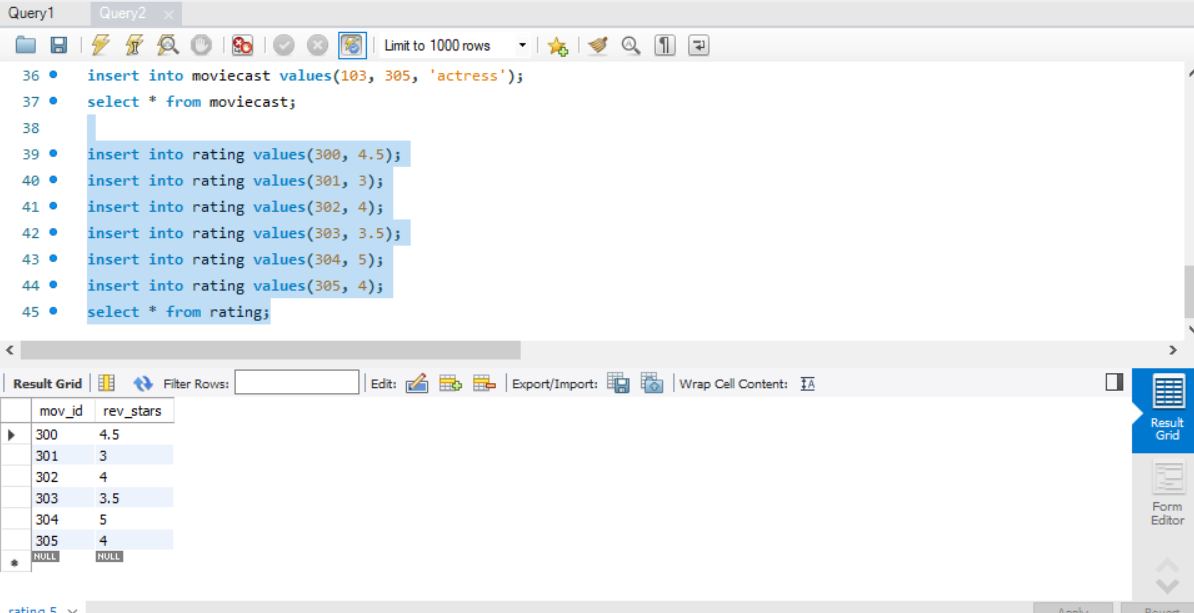 Query1 Query2
Limit to 1000 rows
36 insert into moviecast values(103, 305, 'actress');
37 select * from moviecast;
38
39 insert into rating values(300, 4.5);
40 insert into rating values(301, 3);
41 insert into rating values(302, 4);
42 insert into rating values(303, 3.5);
43 insert into rating values(304, 5);
44 insert into rating values(305, 4);
45 select * from rating;
Result Grid Filter Rows: Edit: Export/Import: Wrap Cell Content:
mov_id rev_stars
300 4.5
301 3
302 4
303 3.5
304 5
305 4
NULL NULL
Result
Grid
Form
Editor
rating 5 Apply Revert